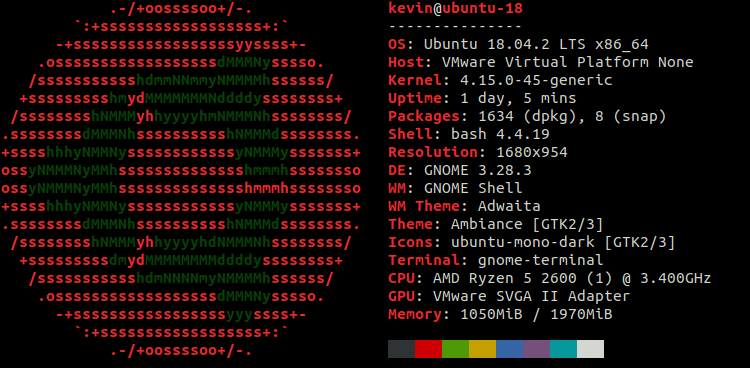 .-/+oossssoo+/-.
`:+ssssssssssssssssss+:`
-+ssssssssssssssssssyyssss+-
.ossssssssssssssssssdMMMNysssso.
/ssssssssssshdmmNNmmyNMMMMhssssss/
+ssssssssshmydMMMMMMMNddddyssssssss+
/sssssssshNMMMyhhyyyyhmNMMMNhssssssss/
.ssssssssdMMMNhsssssssssshNMMMdssssssss.
+sssshhhyNMMNyssssssssssssyNMMMysssssss+
ossyNMMMNyMMhsssssssssssssshmmmhssssssso
ossyNMMMNyMMhsssssssssssssshmmmhssssssso
+sssshhhyNMMNyssssssssssssyNMMMysssssss+
.ssssssssdMMMNhsssssssssshNMMMdssssssss.
/sssssssshNMMMyhhyyyyhdNMMMNhssssssss/
+sssssssssdmydMMMMMMMMddddyssssssss+
/ssssssssssshdmNNNNmyNMMMMhssssss/
.ossssssssssssssssssdMMMNysssso.
-+sssssssssssssssssyyyssss+-
`:+ssssssssssssssssss+:`
.-/+oossssoo+/-.
kevin@ubuntu-18
---------------
OS: Ubuntu 18.04.2 LTS x86_64
Host: VMware Virtual Platform None
Kernel: 4.15.0-45-generic
Uptime: 1 day, 5 mins
Packages: 1634 (dpkg), 8 (snap)
Shell: bash 4.4.19
Resolution: 1680x954
DE: GNOME 3.28.3
WM: GNOME Shell
WM Theme: Adwaita
Theme: Ambiance [GTK2/3]
Icons: ubuntu-mono-dark [GTK2/3]
Terminal: gnome-terminal
CPU: AMD Ryzen 5 2600 (1) @ 3.400GHz
GPU: VMware SVGA II Adapter
Memory: 1050MiB / 1970MiB